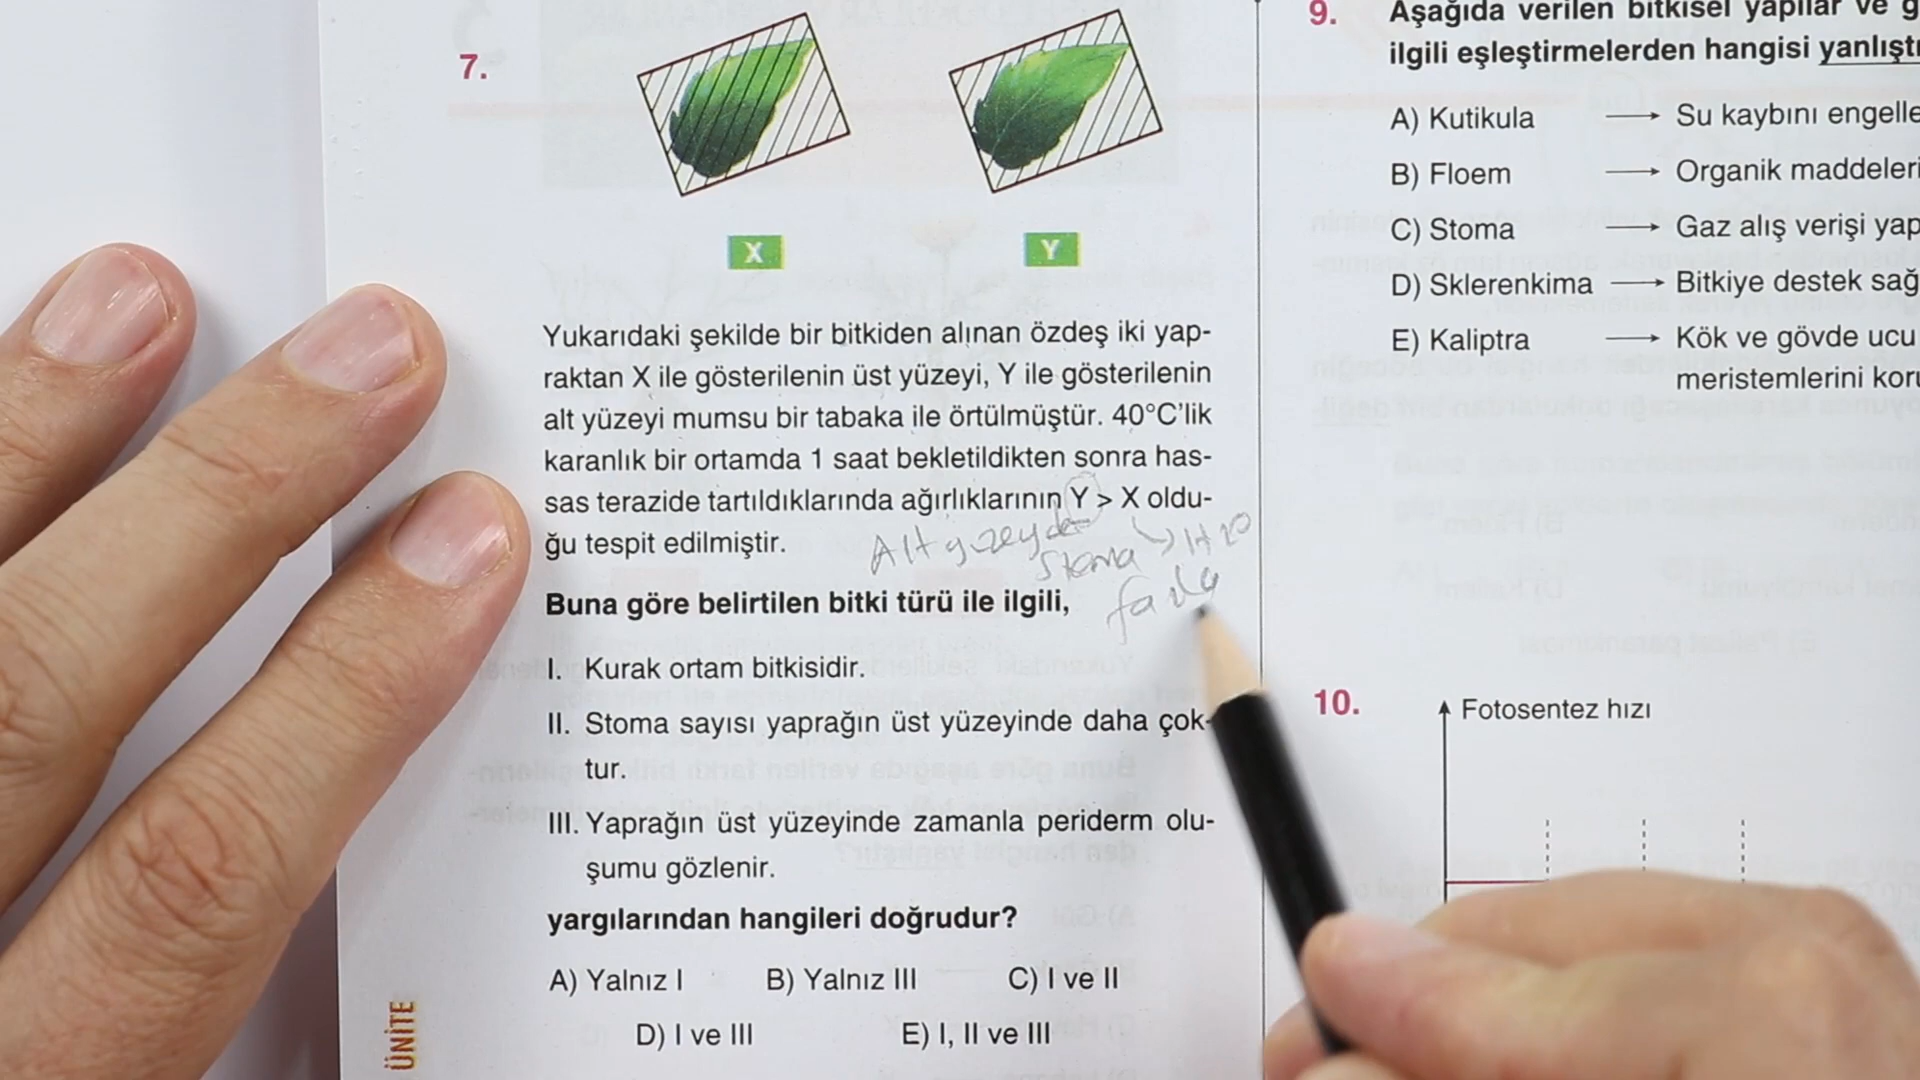 7.
X
Y
Yukarıdaki şekilde bir bitkiden alınan özdeş iki yap-
raktan X ile gösterilenin üst yüzeyi, Y ile gösterilenin
alt yüzeyi mumsu bir tabaka ile örtülmüştür. 40°C'lik
karanlık bir ortamda 1 saat bekletildikten sonra has-
sas terazide tartıldıklarında ağırlıklarının Y > X oldu-
ğu tespit edilmiştir.
Alt yüzeyde
stoma → H2O
fazla
Buna göre belirtilen bitki türü ile ilgili,
I. Kurak ortam bitkisidir.
II. Stoma sayısı yaprağın üst yüzeyinde daha çok-
tur.
III. Yaprağın üst yüzeyinde zamanla periderm olu-
şumu gözlenir.
yargılarından hangileri doğrudur?
A) Yalnız I B) Yalnız III C) I ve II
D) I ve III E) I, II ve III
ÜNİTE
9. Aşağıda verilen bitkisel yapılar ve
ilgili eşleştirmelerden hangisi yanlıştı
A) Kutikula → Su kaybını engelle
B) Floem → Organik maddeleri
C) Stoma → Gaz alış verişi yap
D) Sklerenkima → Bitkiye destek sağ
E) Kaliptra → Kök ve gövde ucu
meristemlerini koru
10. Fotosentez hızı